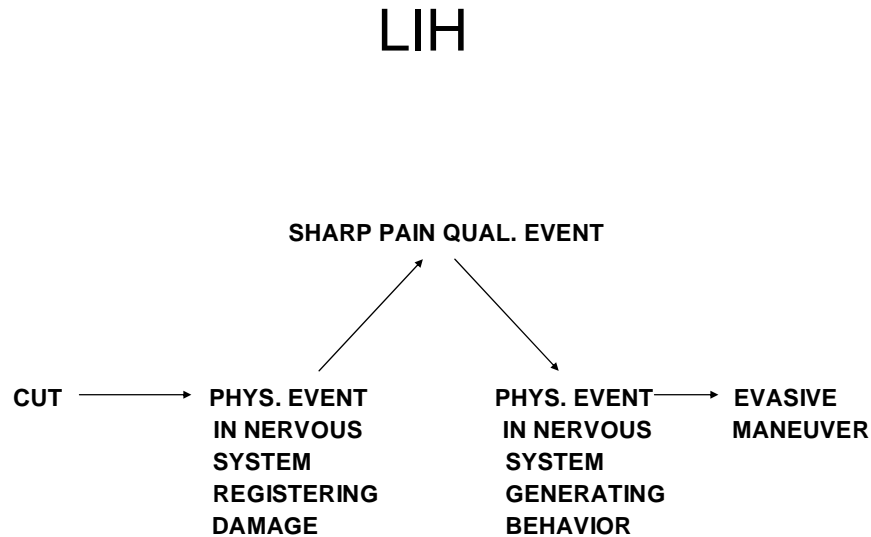 LIH
SHARP PAIN QUAL. EVENT
CUT
PHYS. EVENT
IN NERVOUS
SYSTEM
REGISTERING
DAMAGE
PHYS. EVENT
IN NERVOUS
SYSTEM
GENERATING
BEHAVIOR
EVASIVE
MANEUVER